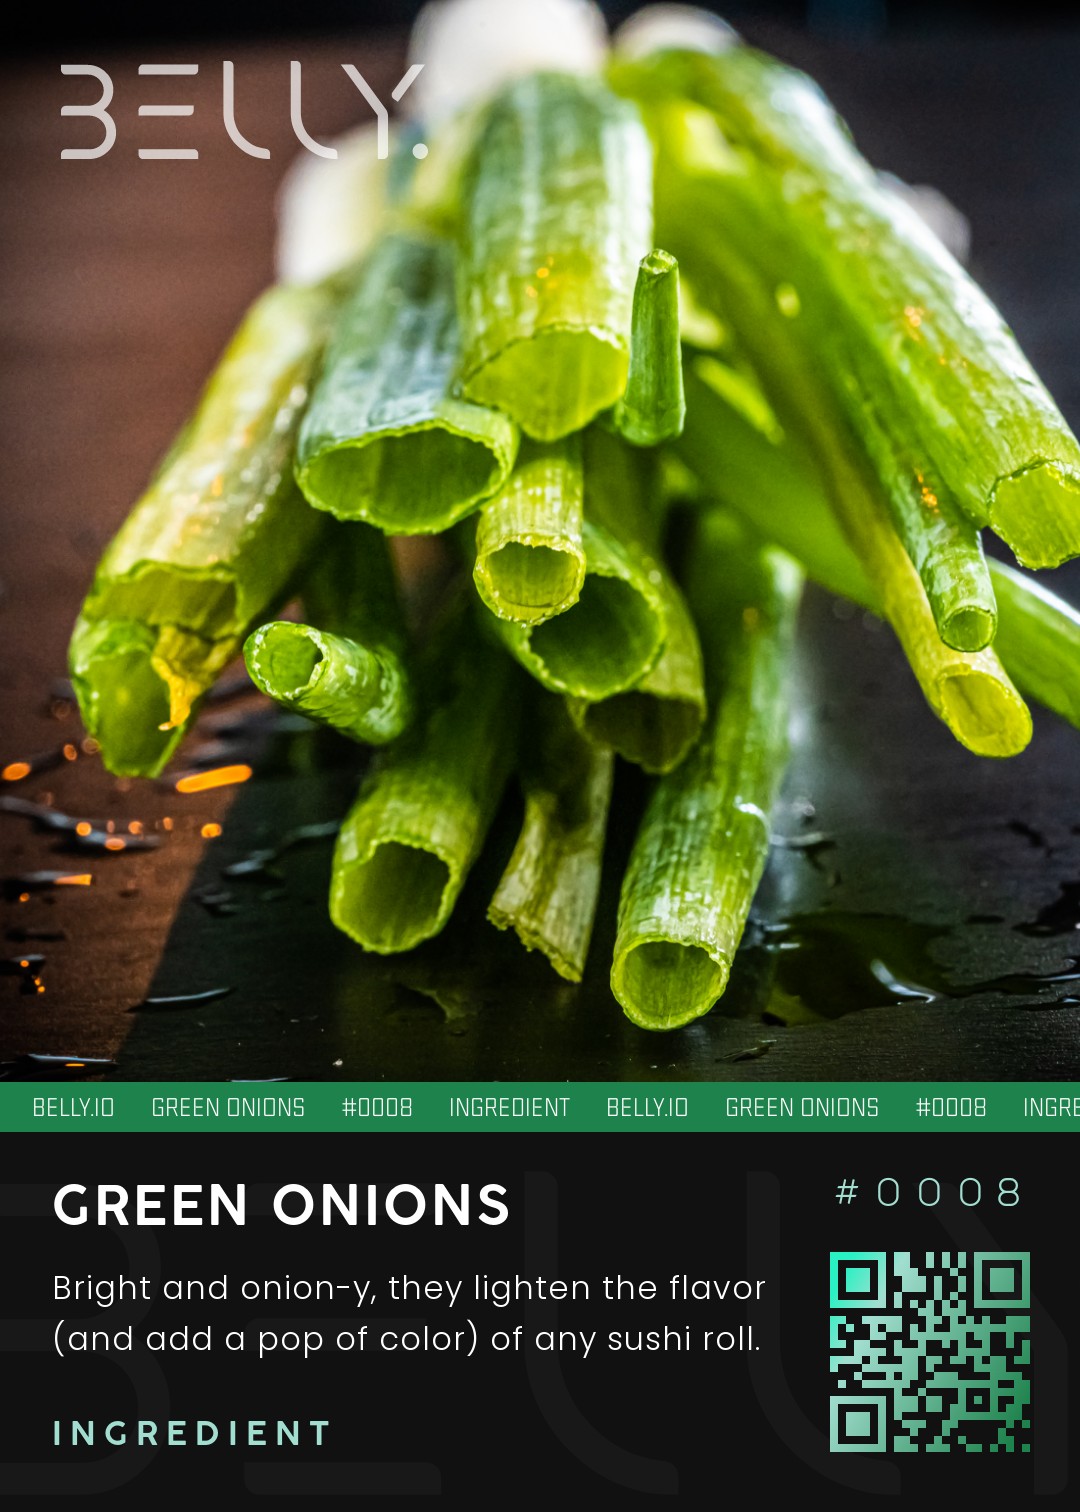 BELLY.
BELLY.IO GREEN ONIONS #0008 INGREDIENT BELLY.IO GREEN ONIONS #0008 INGRE
GREEN ONIONS
#0008
Bright and onion-y, they lighten the flavor
(and add a pop of color) of any sushi roll.
INGREDIENT